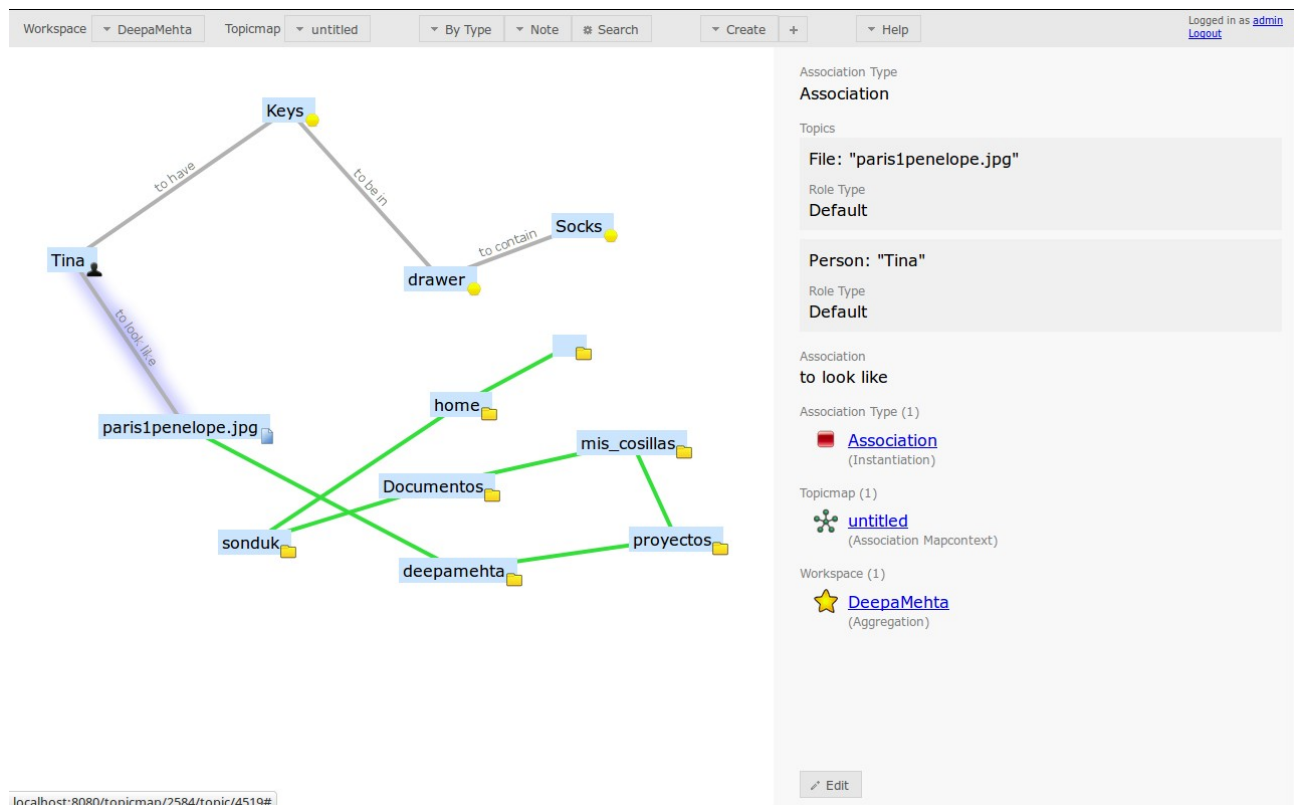 Workspace DeepaMehta Topicmap untitled By Type Note Search Create + Help
Logged in as admin
Logout
Keys
to have
to be in
Socks
to contain
Tina
drawer
to look like
home
paris1penelope.jpg
mis_cosillas
Documentos
sonduk
proyectos
deepamehta
Association Type
Association
Topics
File: "paris1penelope.jpg"
Role Type
Default
Person: "Tina"
Role Type
Default
Association
to look like
Association Type (1)
Association
(Instantiation)
Topicmap (1)
untitled
(Association Mapcontext)
Workspace (1)
DeepaMehta
(Aggregation)
Edit
localhost:8080/topicmap/2584/topic/4519#